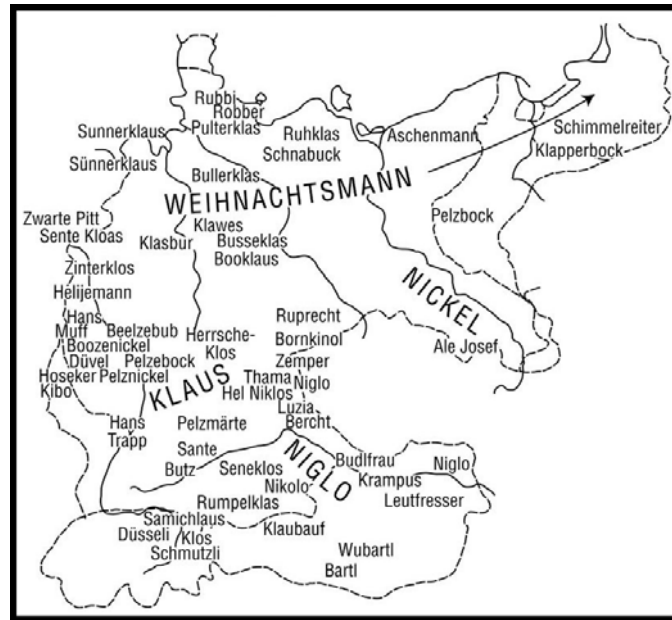 Rubbi
Robber
Sunnerklaus
Pulterklas
Ruhklas
Schnabuck
Aschenmann
Schimmelreiter
Klapperbock
Sünnerklaus
Bullerklas
WEIHNACHTSMANN
Zwarte Pitt
Sente Kloas
Klasbur
Klawes
Busseklas
Booklaus
Pelzbock
Zinterklos
Helijemann
NICKEL
Hans
Muff
Beelzebub
Boozenickel
Düvel
Pelzebock
Hoseker
Pelznickel
Kibo
Herrsche-
Klos
KLAUS
Ruprecht
Bornkinol
Zemper
Thama
Niglo
Hel Niklos
Luzia
Bercht
Ale Josef
Hans
Trapp
Pelzmärte
Sante
Butz
Seneklos
Nikolo
NIGLO
Budlfrau
Krampus
Niglo
Leutfresser
Rumpelklas
Samichlaus
Düsseli
Klos
Schmutzli
Klaubauf
Wubartl
Bartl